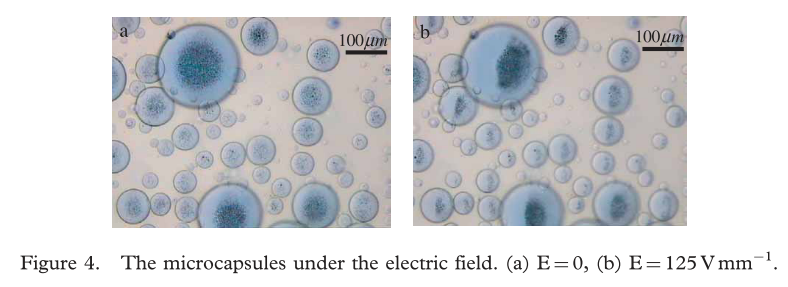 a
100μm
b
100μm
Figure 4. The microcapsules under the electric field. (a) E=0, (b) E=125 V mm⁻¹.